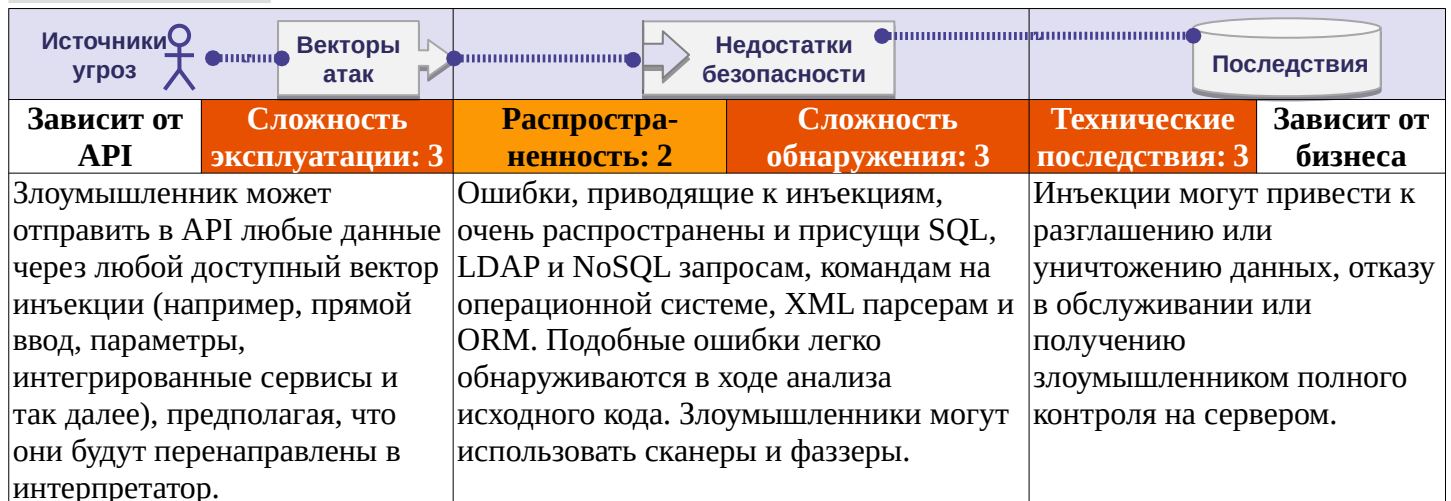 Источники
угроз
Векторы
атак
Недостатки
безопасности
Последствия
Зависит от
API
Сложность
эксплуатации: 3
Распростра-
ненность: 2
Сложность
обнаружения: 3
Технические
последствия: 3
Зависит от
бизнеса
Злоумышленник может
отправить в API любые данные
через любой доступный вектор
инъекции (например, прямой
ввод, параметры,
интегрированные сервисы и
так далее), предполагая, что
они будут перенаправлены в
интерпретатор.
Ошибки, приводящие к инъекциям,
очень распространены и присущи SQL,
LDAP и NoSQL запросам, командам на
операционной системе, XML парсерам и
ORM. Подобные ошибки легко
обнаруживаются в ходе анализа
исходного кода. Злоумышленники могут
использовать сканеры и фаззеры.
Инъекции могут привести к
разглашению или
уничтожению данных, отказу
в обслуживании или
получению
злоумышленником полного
контроля на сервером.